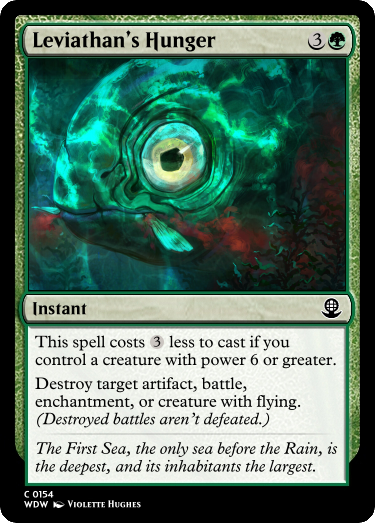 Leviathan's Hunger 3
Instant
This spell costs 3 less to cast if you
control a creature with power 6 or greater.
Destroy target artifact, battle,
enchantment, or creature with flying.
(Destroyed battles aren't defeated.)
The First Sea, the only sea before the Rain, is
the deepest, and its inhabitants the largest.
C 0154
WDW Violette Hughes